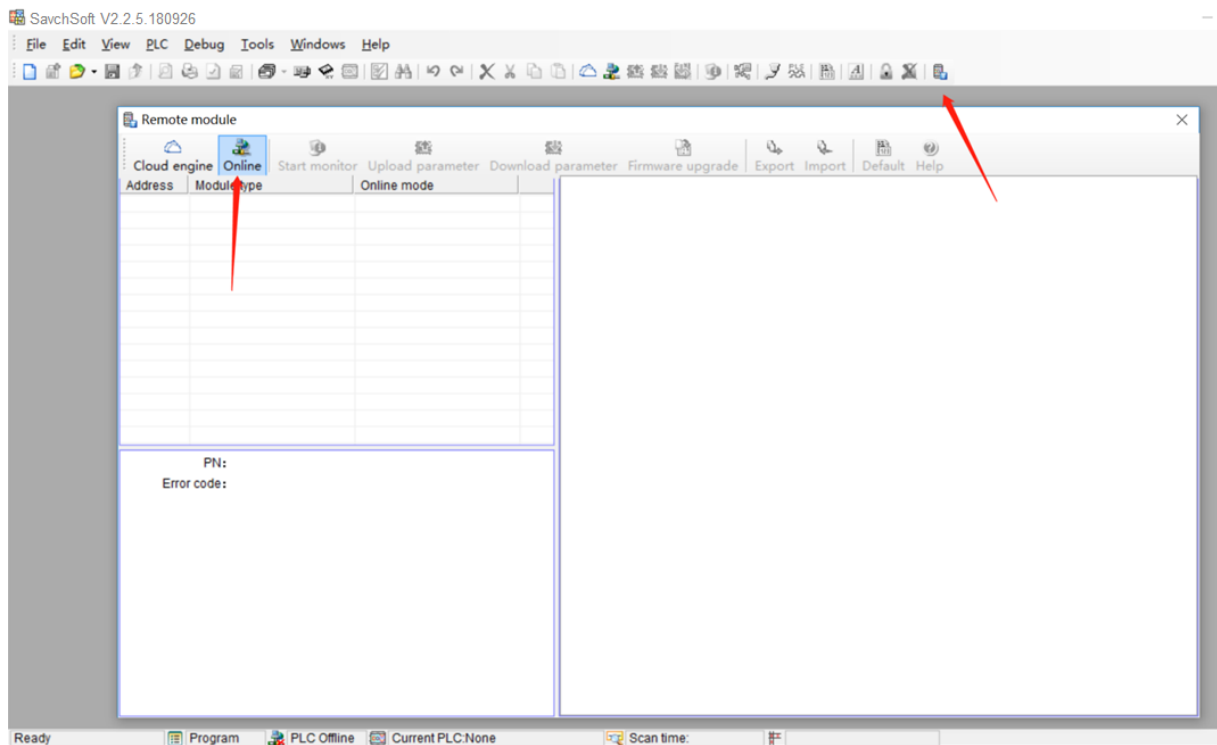 SavchSoft V2.2.5.180926
File Edit View PLC Debug Tools Windows Help
Remote module
Cloud engine Online Start monitor Upload parameter Download parameter Firmware upgrade Export Import Default Help
Address Module type Online mode
PN:
Error code:
Ready Program PLC Offline Current PLC:None Scan time: